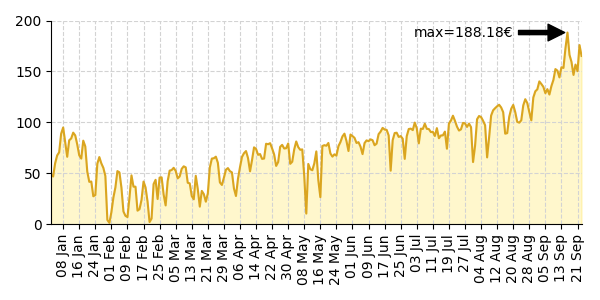 200
max=188.18€
150
100
50
0
08 Jan
16 Jan
24 Jan
01 Feb
09 Feb
17 Feb
25 Feb
05 Mar
13 Mar
21 Mar
29 Mar
06 Apr
14 Apr
22 Apr
30 Apr
08 May
16 May
24 May
01 Jun
09 Jun
17 Jun
25 Jun
03 Jul
11 Jul
19 Jul
27 Jul
04 Aug
12 Aug
20 Aug
28 Aug
05 Sep
13 Sep
21 Sep